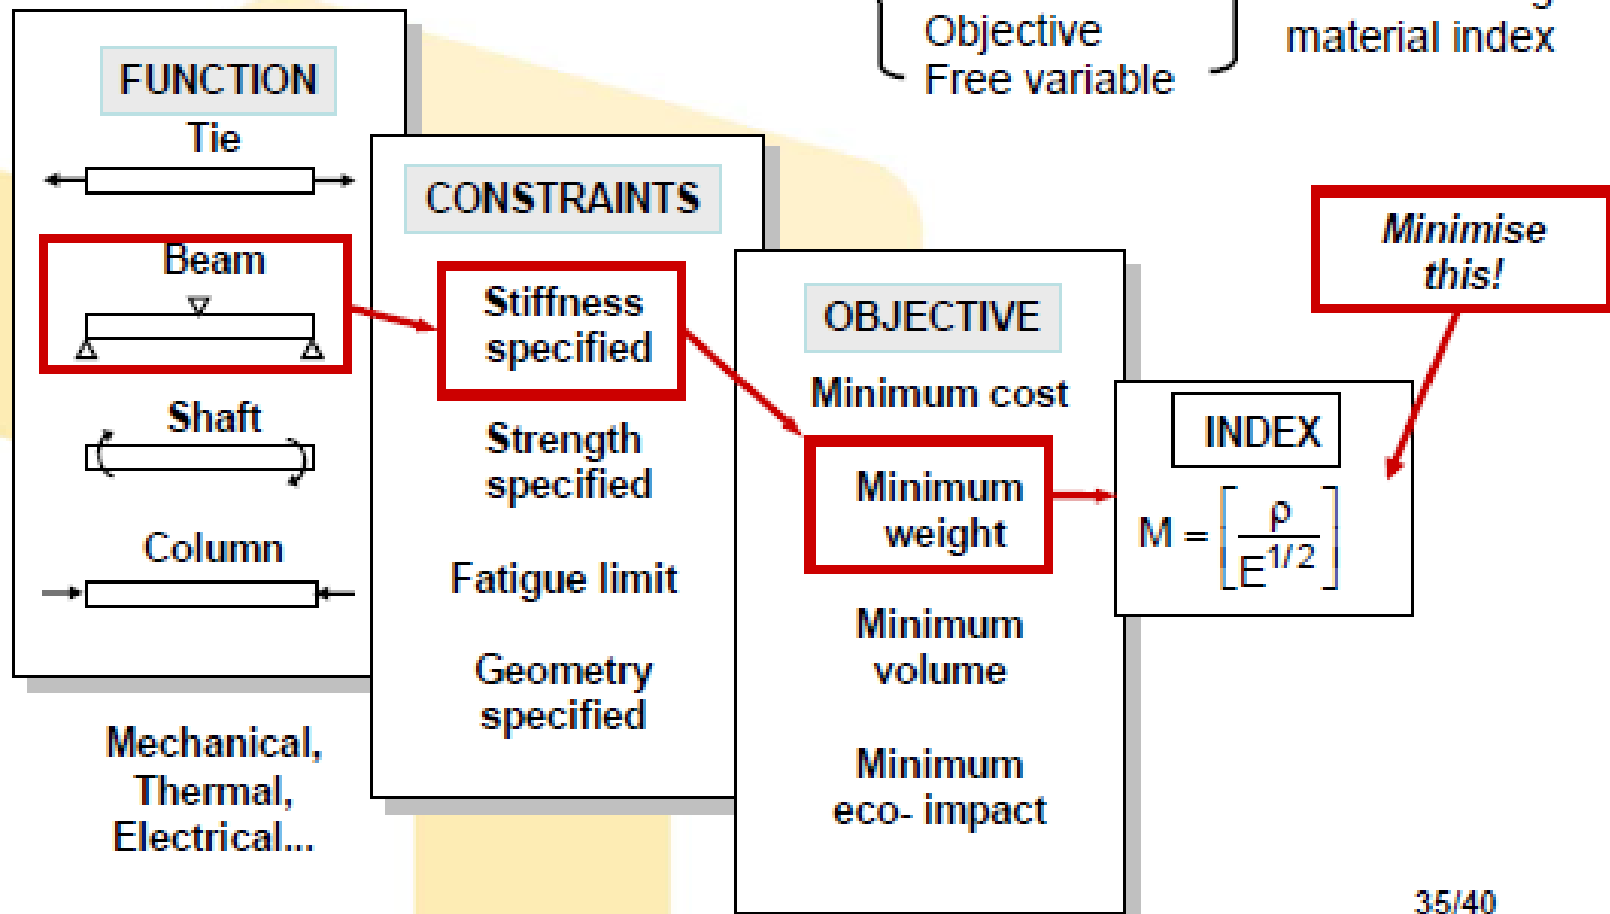 Objective
Free variable
material index
FUNCTION
Tie
Beam
Shaft
Column
Mechanical,
Thermal,
Electrical...
CONSTRAINTS
Stiffness
specified
Strength
specified
Fatigue limit
Geometry
specified
OBJECTIVE
Minimum cost
Minimum
weight
Minimum
volume
Minimum
eco- impact
Minimise
this!
INDEX
M = [ρ / E^1/2]
35/40